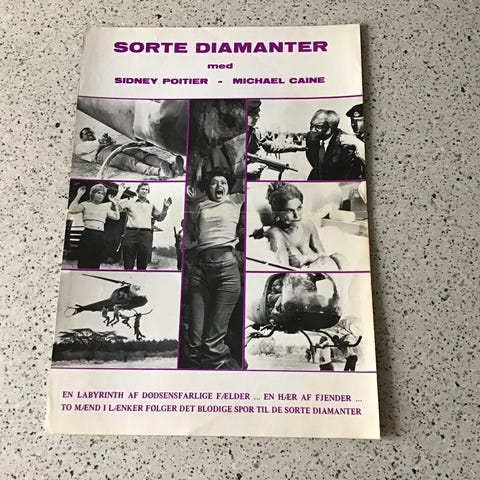 SORTE DIAMANTER
med
SIDNEY POITIER - MICHAEL CAINE
EN LABYRINTH AF DØDSENSFARLIGE FÆLDER ... EN HÆR AF FJENDER ...
TO MÆND I LÆNKER FØLGER DET BLODIGE SPOR TIL DE SORTE DIAMANTER